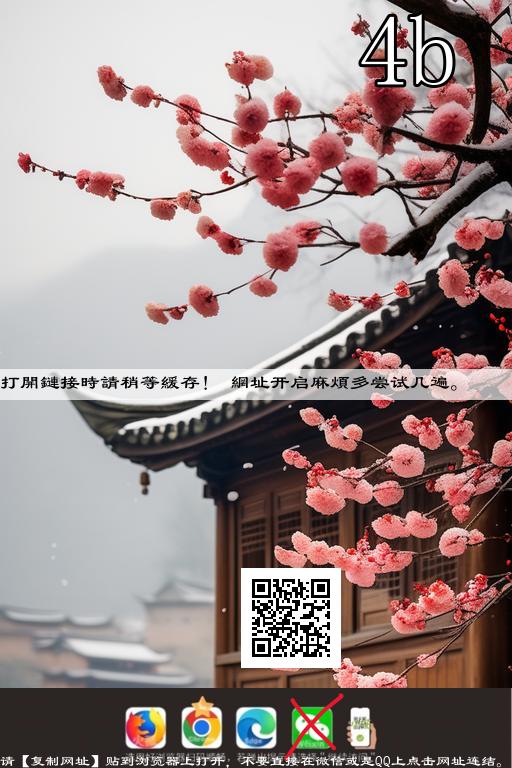 4b
打開鏈接時請稍等緩存！ 網址开启麻煩多尝试几遍。
请【复制网址】贴到浏览器上打开，不要直接在微信或是QQ上点击网址连结。